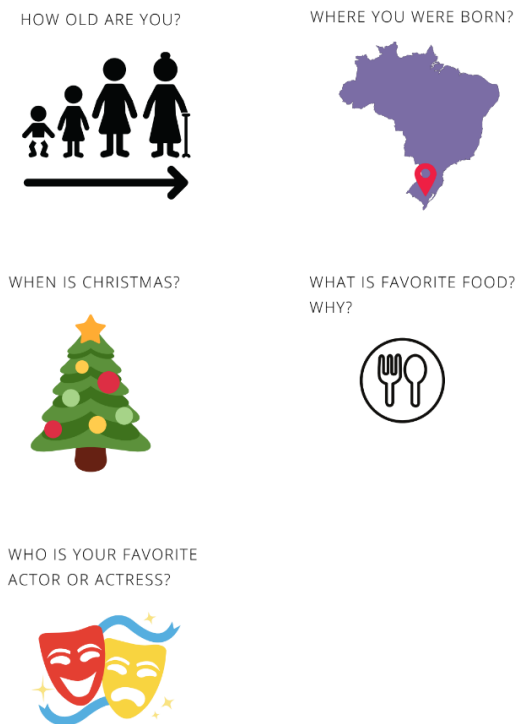 HOW OLD ARE YOU?
WHERE YOU WERE BORN?
WHEN IS CHRISTMAS?
WHAT IS FAVORITE FOOD?
WHY?
WHO IS YOUR FAVORITE
ACTOR OR ACTRESS?